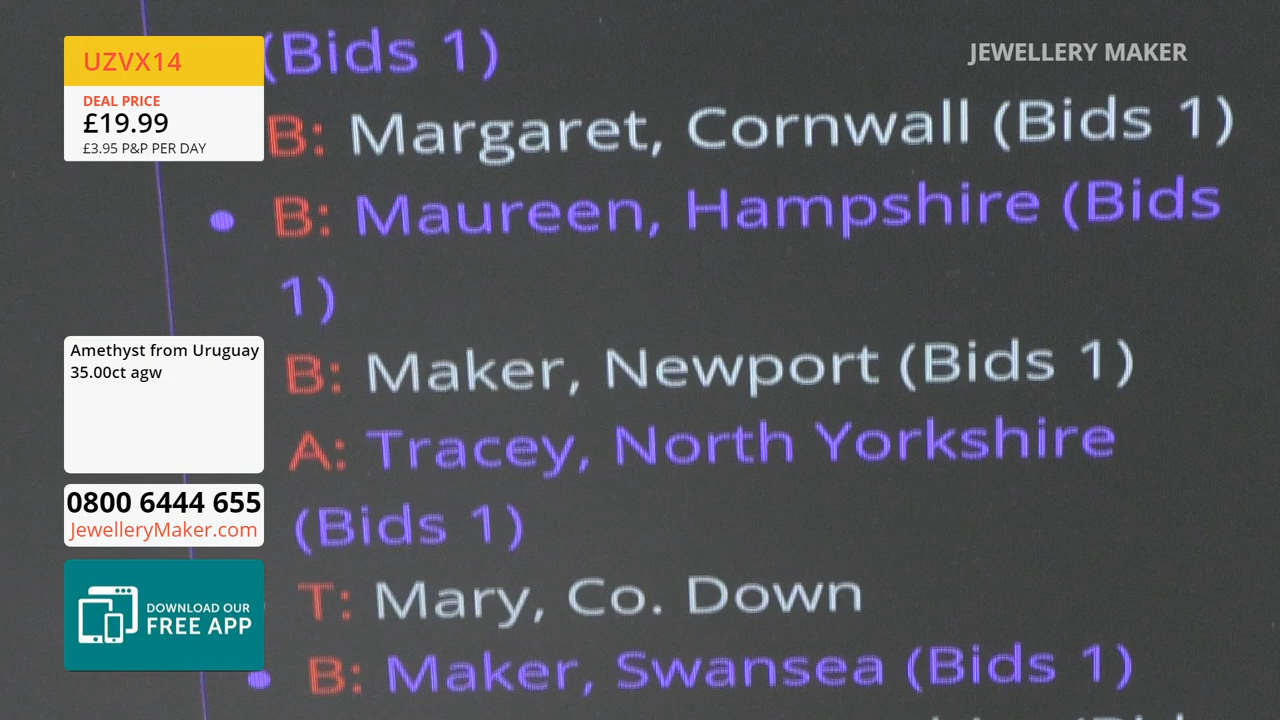 UZVX14
DEAL PRICE
£19.99
£3.95 P&P PER DAY
JEWELLERY MAKER
(Bids 1)
B: Margaret, Cornwall (Bids 1)
• B: Maureen, Hampshire (Bids
1)
B: Maker, Newport (Bids 1)
A: Tracey, North Yorkshire
(Bids 1)
T: Mary, Co. Down
• B: Maker, Swansea (Bids 1)
Amethyst from Uruguay
35.00ct agw
0800 6444 655
JewelleryMaker.com
DOWNLOAD OUR
FREE APP